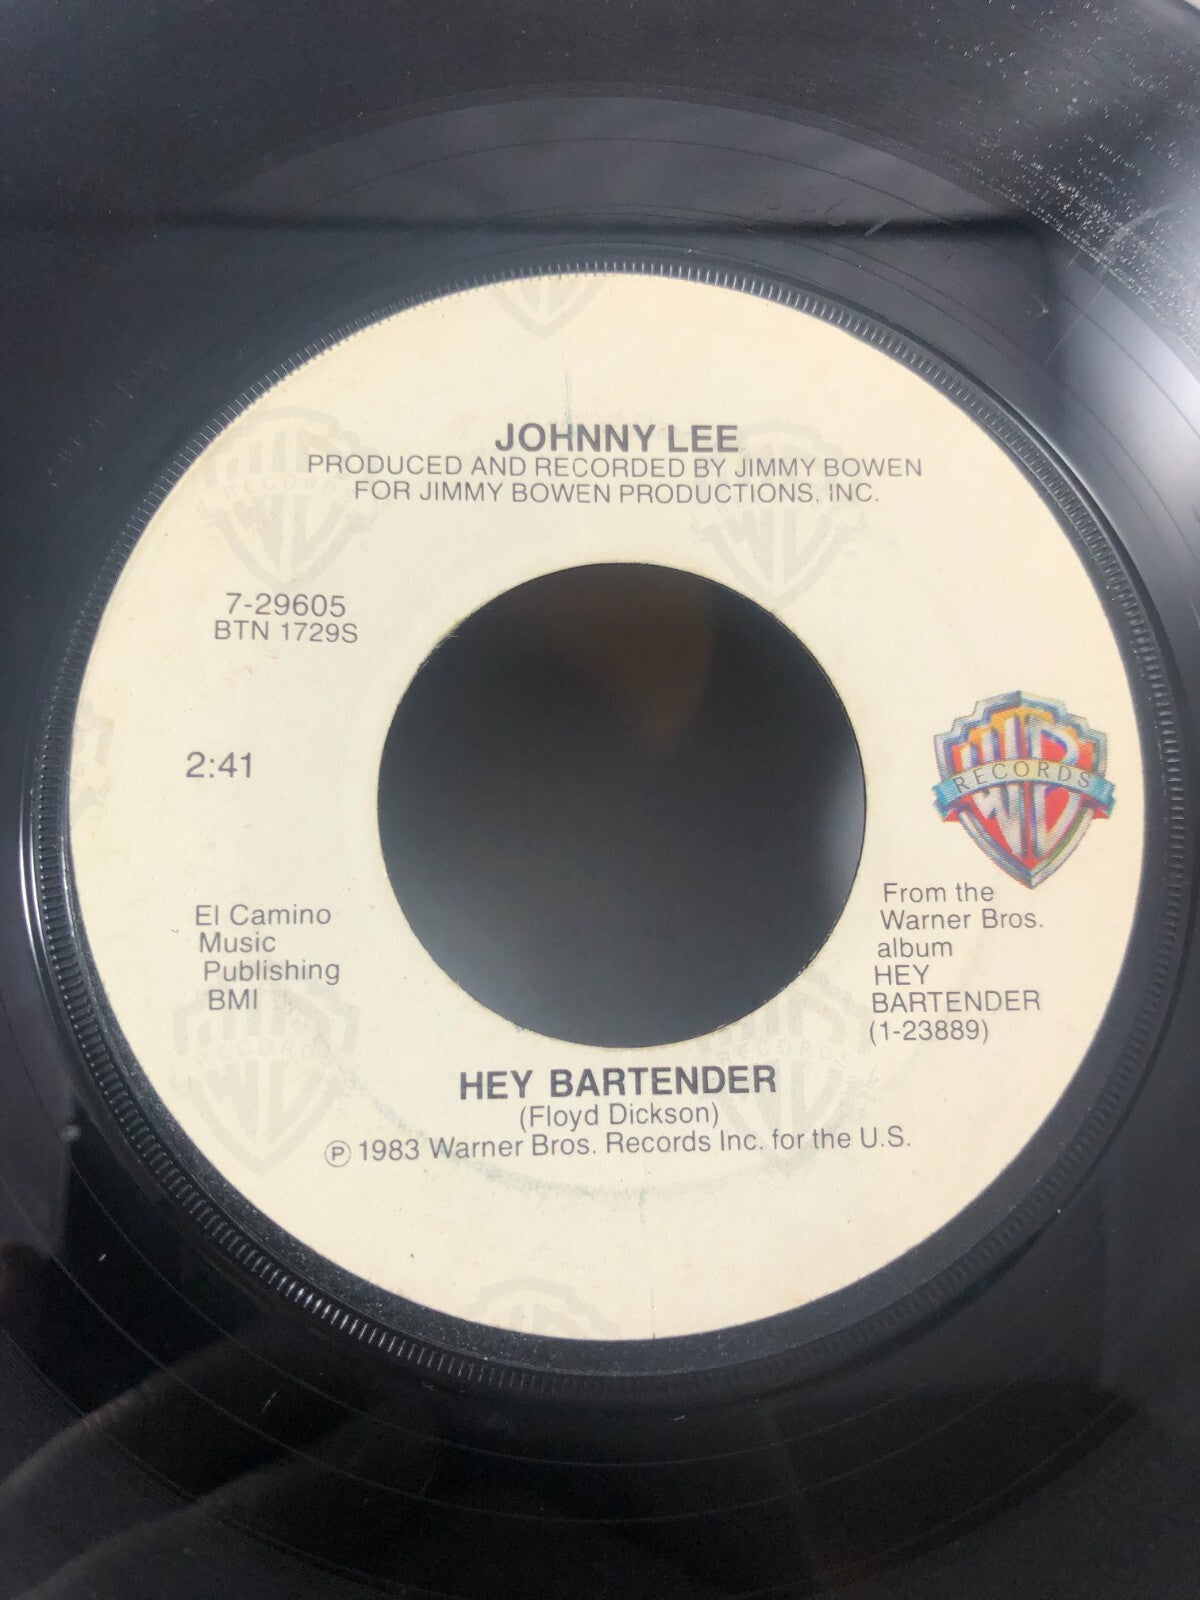 JOHNNY LEE
PRODUCED AND RECORDED BY JIMMY BOWEN
FOR JIMMY BOWEN PRODUCTIONS, INC.
7-29605
BTN 1729S
2:41
WB
RECORDS
El Camino
Music
Publishing
BMI
From the
Warner Bros.
album
HEY
BARTENDER
(1-23889)
HEY BARTENDER
(Floyd Dickson)
℗ 1983 Warner Bros. Records Inc. for the U.S.